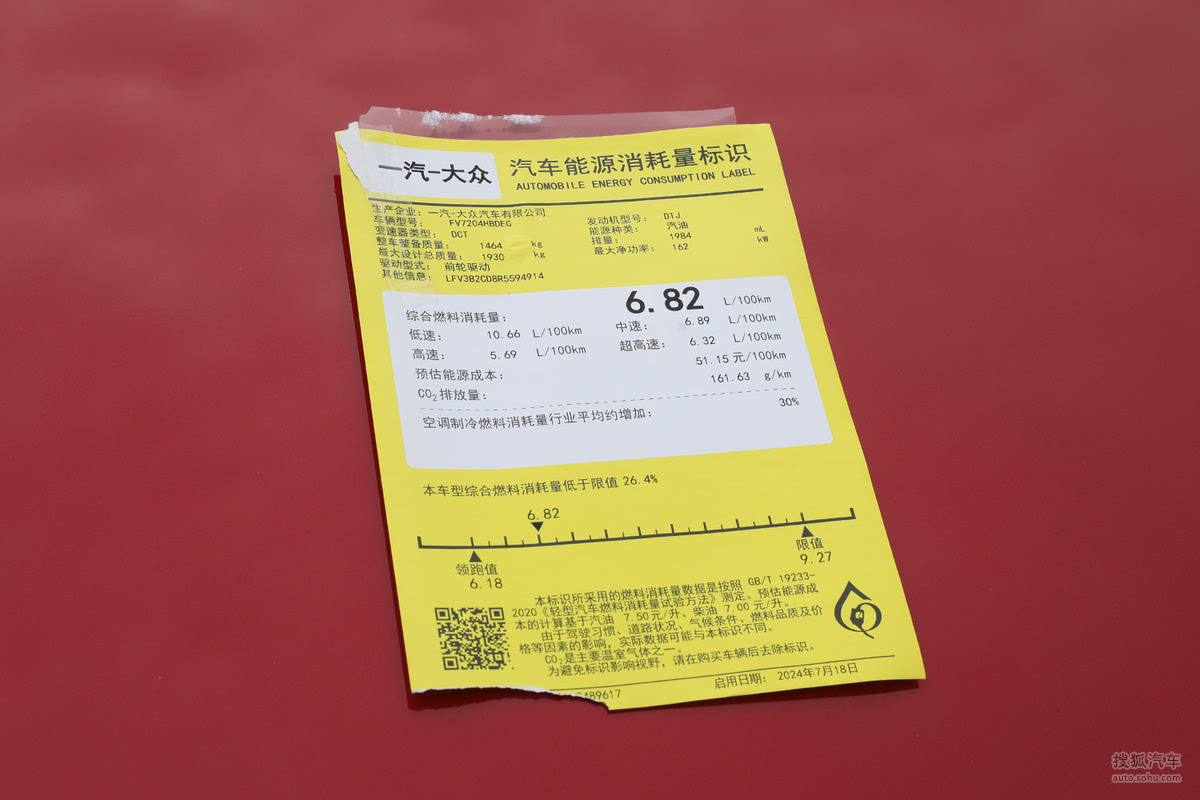 一汽-大众
汽车能源消耗量标识
AUTOMOBILE ENERGY CONSUMPTION LABEL
生产企业: 一汽-大众汽车有限公司
车辆型号: FV7204HBDEG
变速器类型: DCT
整车整备质量: 1464 kg
最大设计总质量: 1930 kg
驱动型式: 前轮驱动
其他信息: LFV3B2CD8R5594914
发动机型号: DTJ
能源种类: 汽油
排量: 1984 mL
最大净功率: 162 kW
综合燃料消耗量: 6.82 L/100km
低速: 10.66 L/100km 中速: 6.89 L/100km
高速: 5.69 L/100km 超高速: 6.32 L/100km
预估能源成本: 51.15 元/100km
CO₂排放量: 161.63 g/km
空调制冷燃料消耗量行业平均约增加: 30%
本车型综合燃料消耗量低于限值 26.4%
6.82
领跑值
6.18
限值
9.27
本标识所采用的燃料消耗量数据是按照 GB/T 19233-
2020《轻型汽车燃料消耗量试验方法》测定。预估能源成
本的计算基于汽油 7.50元/升、柴油 7.00 元/升。
由于驾驶习惯、道路状况、气候条件、燃料品质及价
格等因素的影响，实际数据可能与本标识不同。
CO₂是主要温室气体之一。
为避免标识影响视野，请在购买车辆后去除标识。
489617 启用日期: 2024年7月18日
搜狐汽车
auto.sohu.com